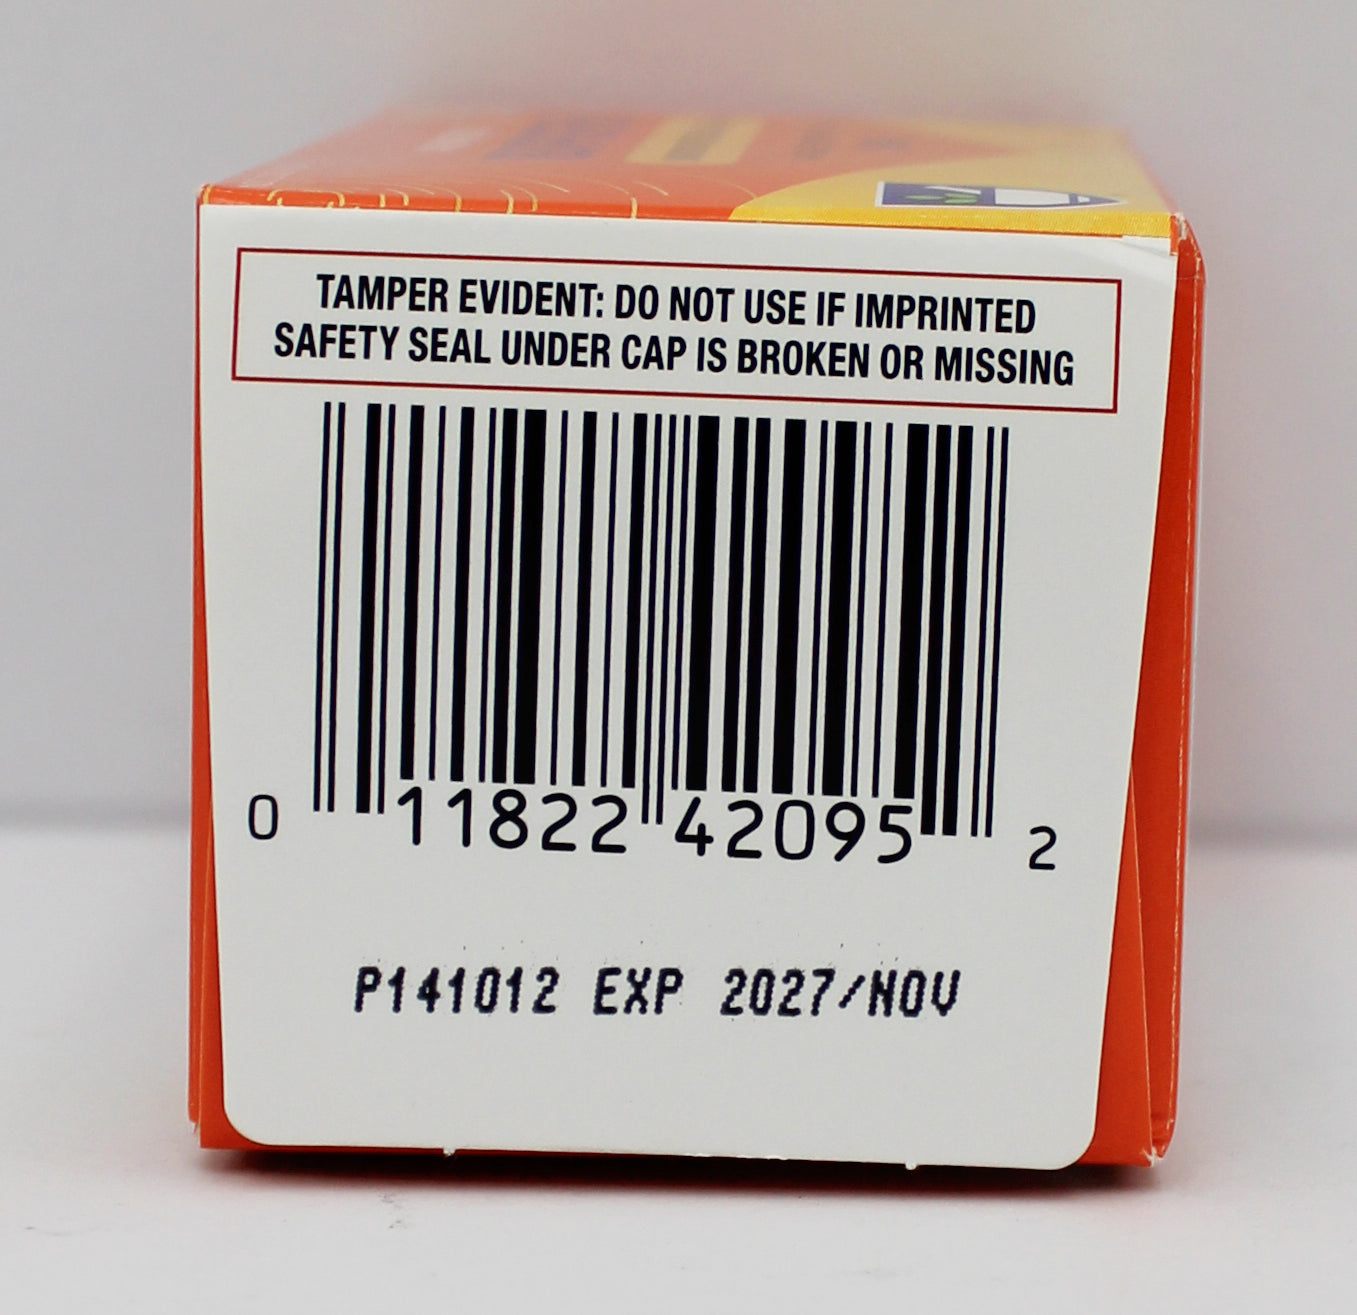 TAMPER EVIDENT: DO NOT USE IF IMPRINTED
SAFETY SEAL UNDER CAP IS BROKEN OR MISSING
0 11822 42095 2
P141012 EXP 2027/NOV